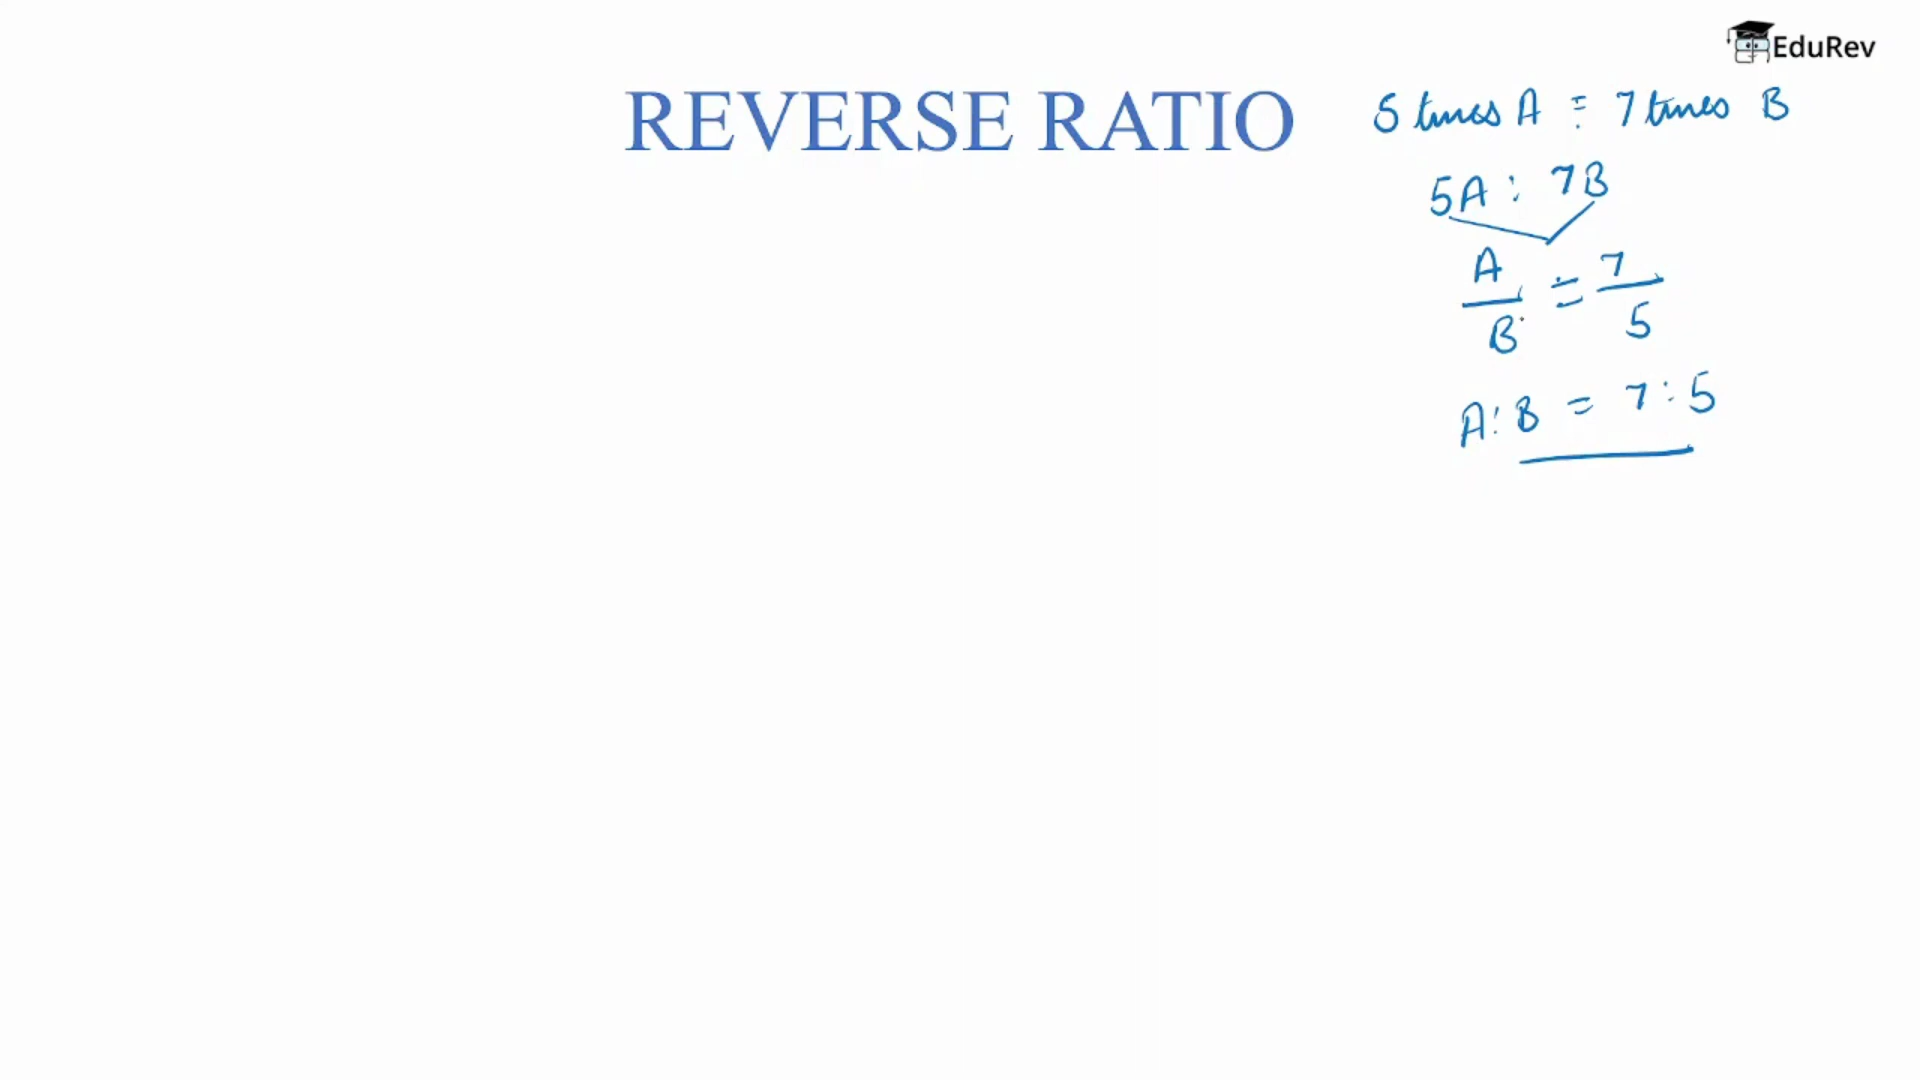 EduRev
REVERSE RATIO
5 times A = 7 times B
5A : 7B
A/B = 7/5
A:B = 7:5